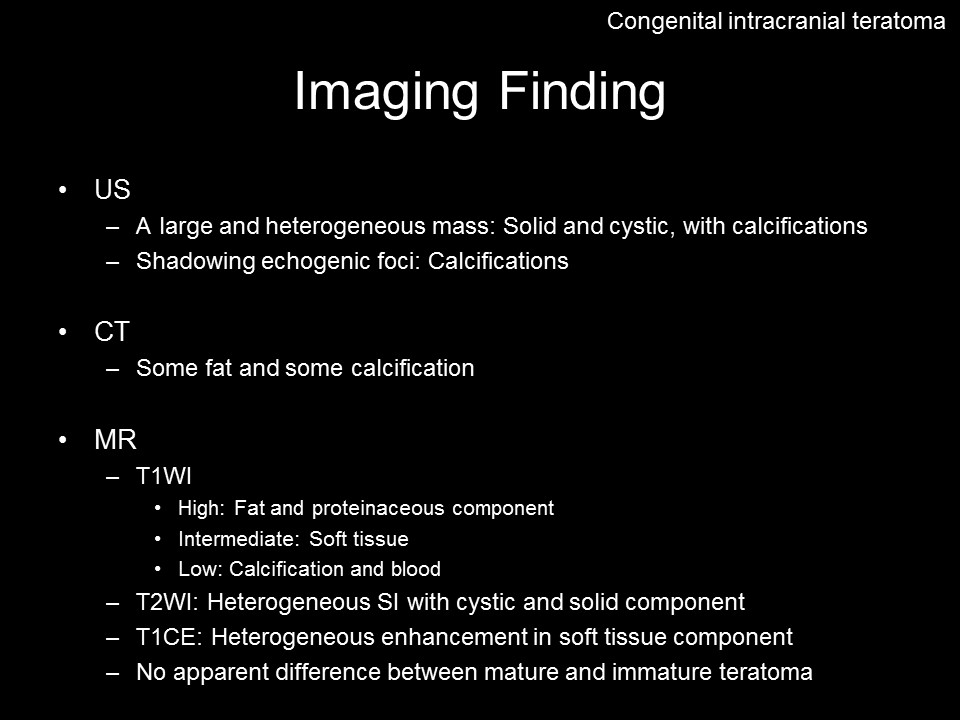 Congenital intracranial teratoma
Imaging Finding
• US
– A large and heterogeneous mass: Solid and cystic, with calcifications
– Shadowing echogenic foci: Calcifications
• CT
– Some fat and some calcification
• MR
– T1WI
• High: Fat and proteinaceous component
• Intermediate: Soft tissue
• Low: Calcification and blood
– T2WI: Heterogeneous SI with cystic and solid component
– T1CE: Heterogeneous enhancement in soft tissue component
– No apparent difference between mature and immature teratoma